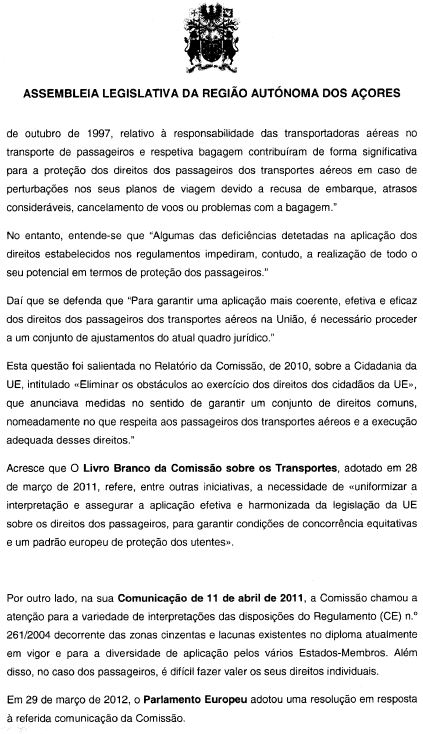 ASSEMBLEIA LEGISLATIVA DA REGIÃO AUTÓNOMA DOS AÇORES
de outubro de 1997, relativo à responsabilidade das transportadoras aéreas no
transporte de passageiros e respetiva bagagem contribuíram de forma significativa
para a proteção dos direitos dos passageiros dos transportes aéreos em caso de
perturbações nos seus planos de viagem devido a recusa de embarque, atrasos
consideráveis, cancelamento de voos ou problemas com a bagagem.”
No entanto, entende-se que “Algumas das deficiências detetadas na aplicação dos
direitos estabelecidos nos regulamentos impediram, contudo, a realização de todo o
seu potencial em termos de proteção dos passageiros.”
Daí que se defenda que “Para garantir uma aplicação mais coerente, efetiva e eficaz
dos direitos dos passageiros dos transportes aéreos na União, é necessário proceder
a um conjunto de ajustamentos do atual quadro jurídico.”
Esta questão foi salientada no Relatório da Comissão, de 2010, sobre a Cidadania da
UE, intitulado «Eliminar os obstáculos ao exercício dos direitos dos cidadãos da UE»,
que anunciava medidas no sentido de garantir um conjunto de direitos comuns,
nomeadamente no que respeita aos passageiros dos transportes aéreos e a execução
adequada desses direitos.”
Acresce que O Livro Branco da Comissão sobre os Transportes, adotado em 28
de março de 2011, refere, entre outras iniciativas, a necessidade de «uniformizar a
interpretação e assegurar a aplicação efetiva e harmonizada da legislação da UE
sobre os direitos dos passageiros, para garantir condições de concorrência equitativas
e um padrão europeu de proteção dos utentes».
Por outro lado, na sua Comunicação de 11 de abril de 2011, a Comissão chamou a
atenção para a variedade de interpretações das disposições do Regulamento (CE) n.º
261/2004 decorrente das zonas cinzentas e lacunas existentes no diploma atualmente
em vigor e para a diversidade de aplicação pelos vários Estados-Membros. Além
disso, no caso dos passageiros, é difícil fazer valer os seus direitos individuais.
Em 29 de março de 2012, o Parlamento Europeu adotou uma resolução em resposta
à referida comunicação da Comissão.